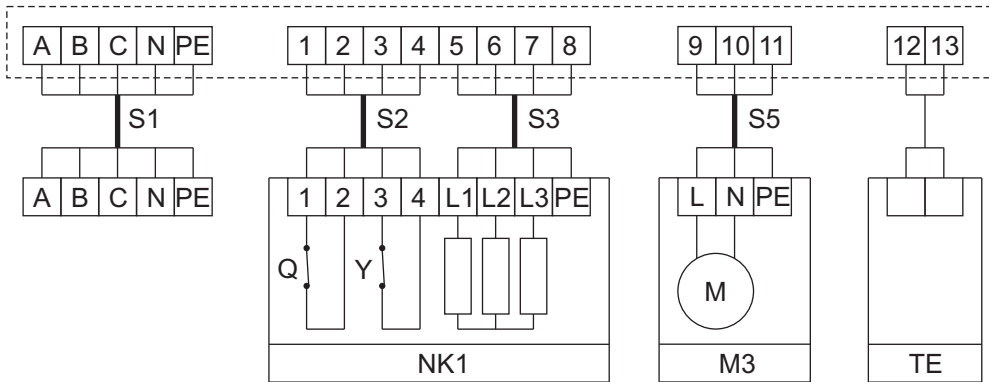 A B C N PE 1 2 3 4 5 6 7 8 9 10 11 12 13
S1 S2 S3 S5
A B C N PE 1 2 3 4 L1 L2 L3 PE L N PE
Q Y M
NK1 M3 TE